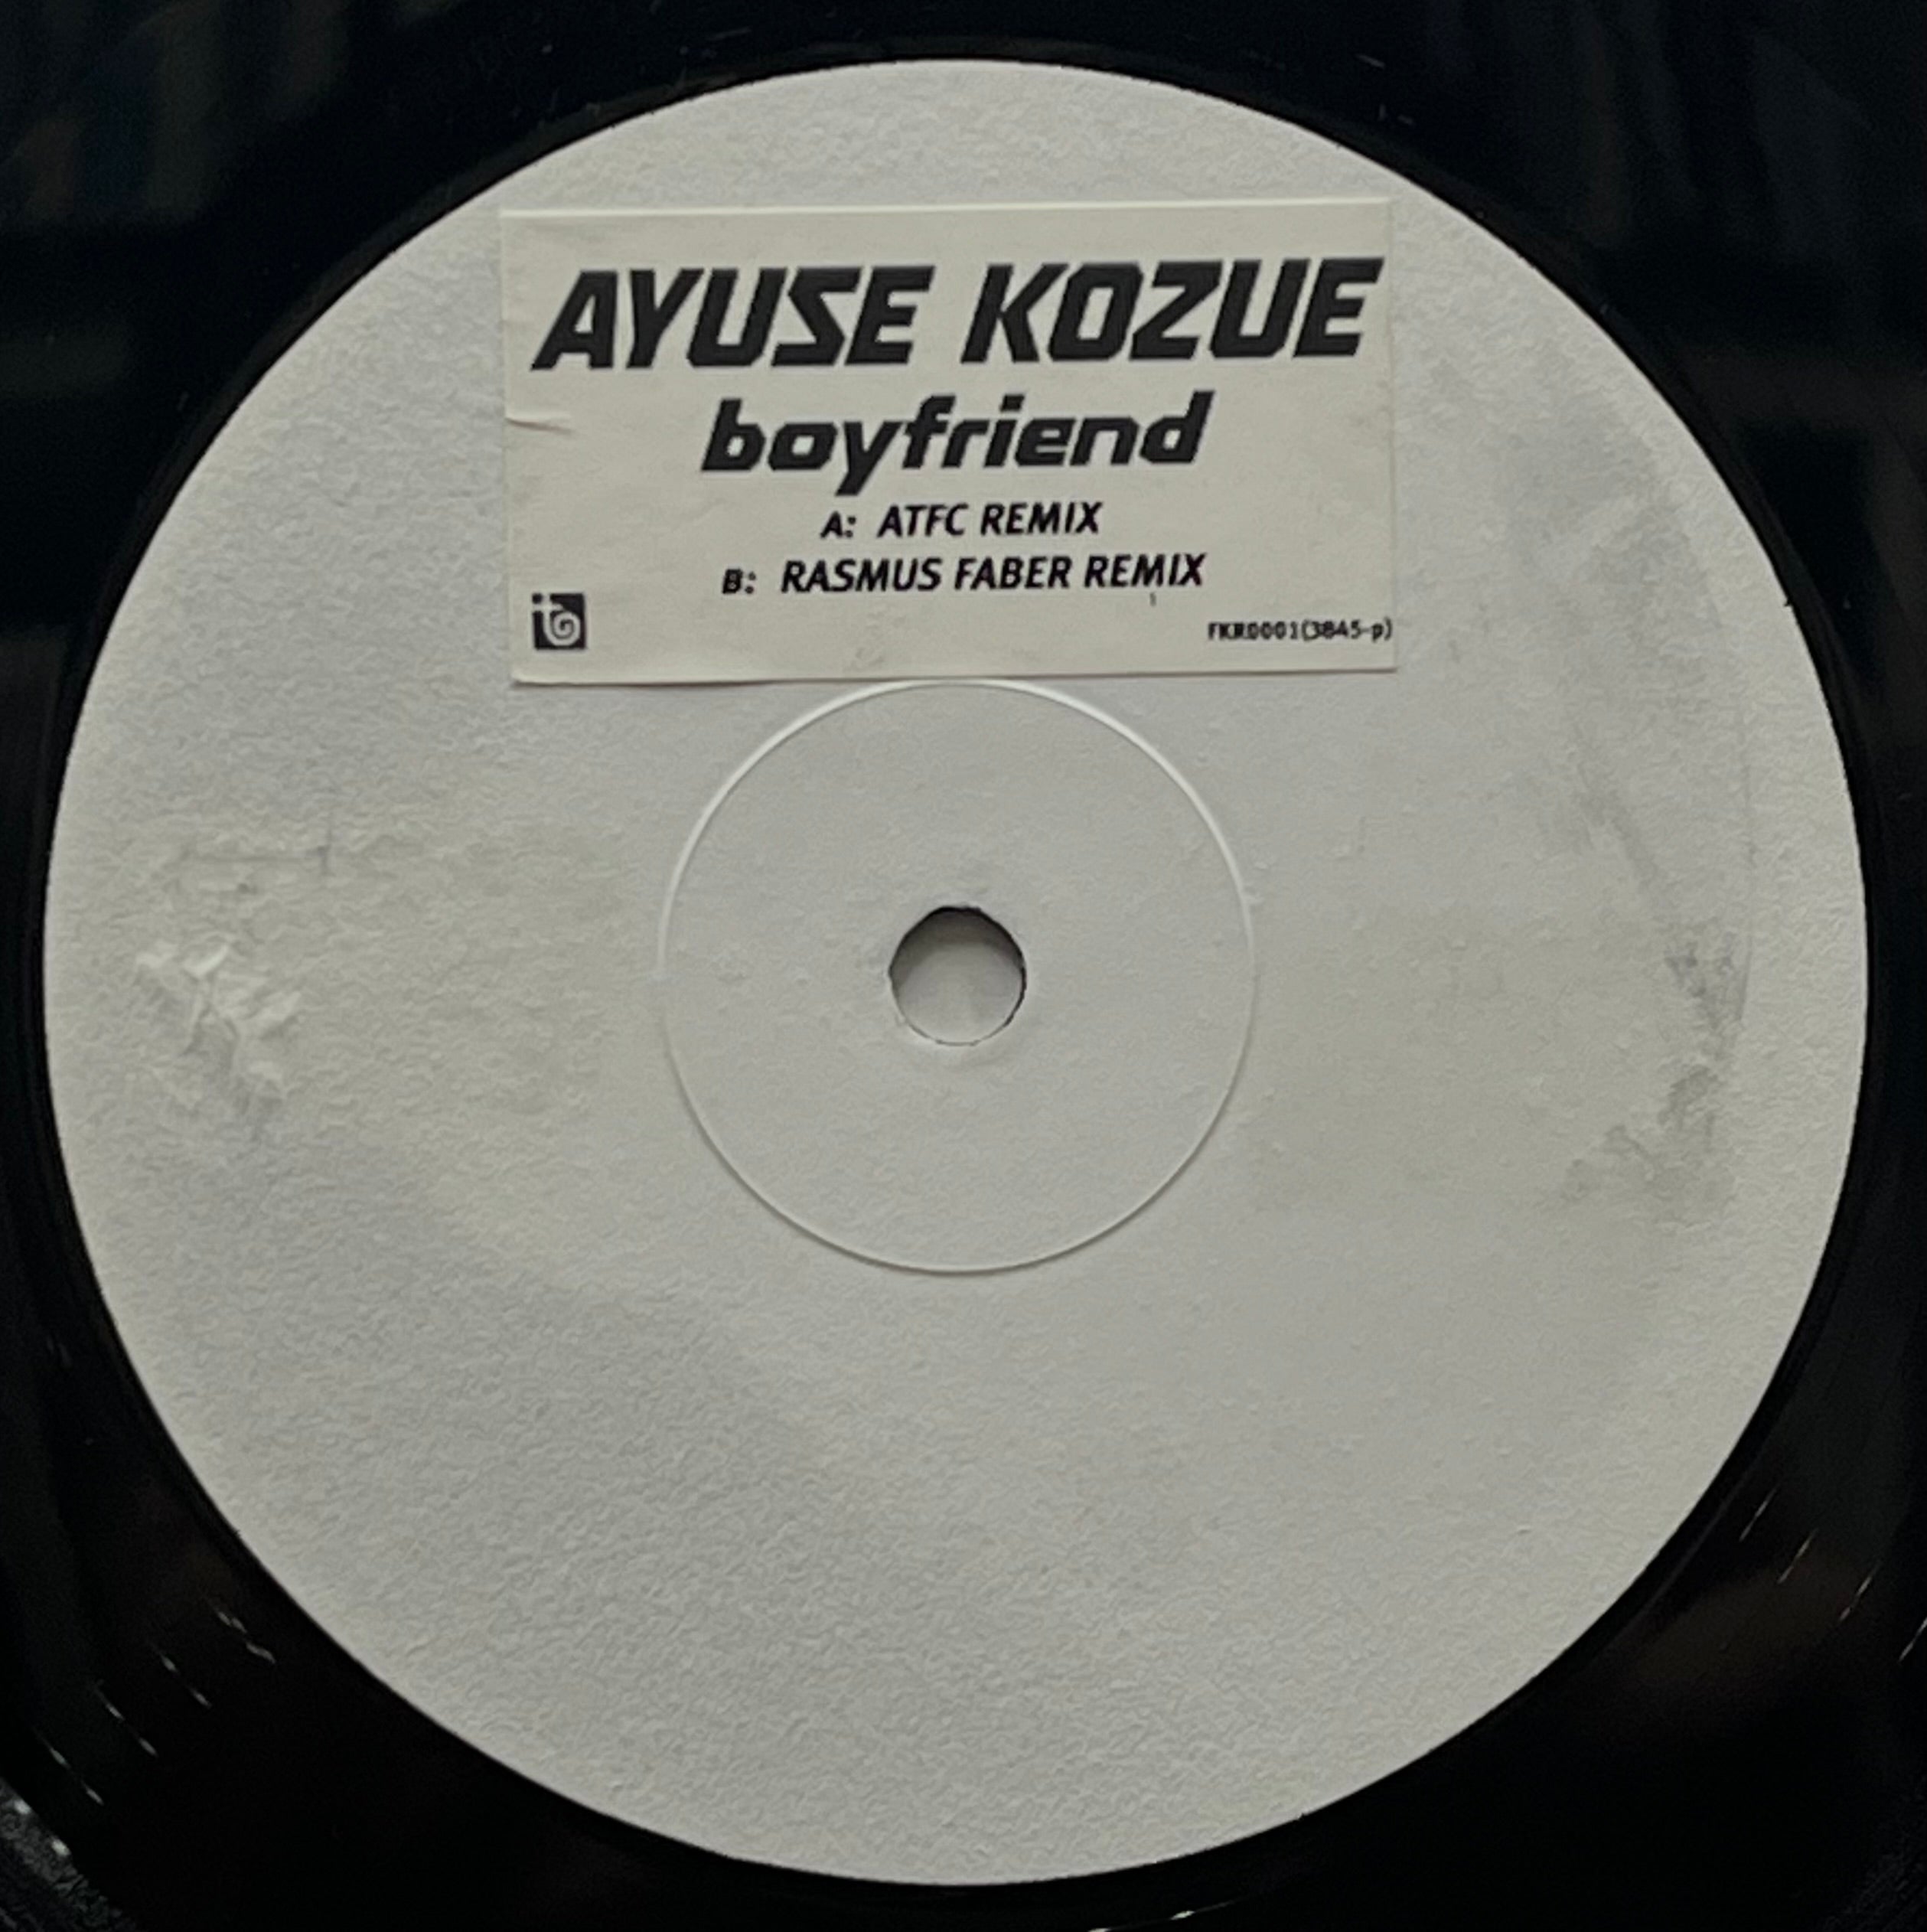 AYUSE KOZUE
boyfriend
A: ATFC REMIX
B: RASMUS FABER REMIX
FKR0001(3845-p)